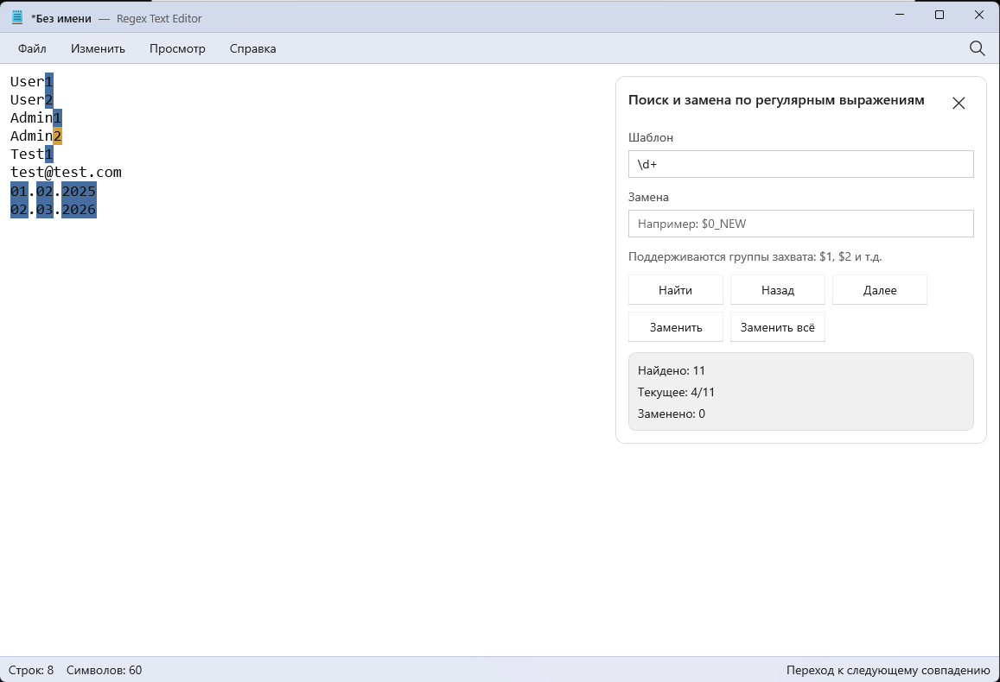 *Без имени — Regex Text Editor
Файл Изменить Просмотр Справка
User1
User2
Admin1
Admin2
Test1
test@test.com
01.02.2025
02.03.2026
Поиск и замена по регулярным выражениям
Шаблон
\d+
Замена
Например: $0_NEW
Поддерживаются группы захвата: $1, $2 и т.д.
Найти Назад Далее
Заменить Заменить всё
Найдено: 11
Текущее: 4/11
Заменено: 0
Строк: 8 Символов: 60 Переход к следующему совпадению